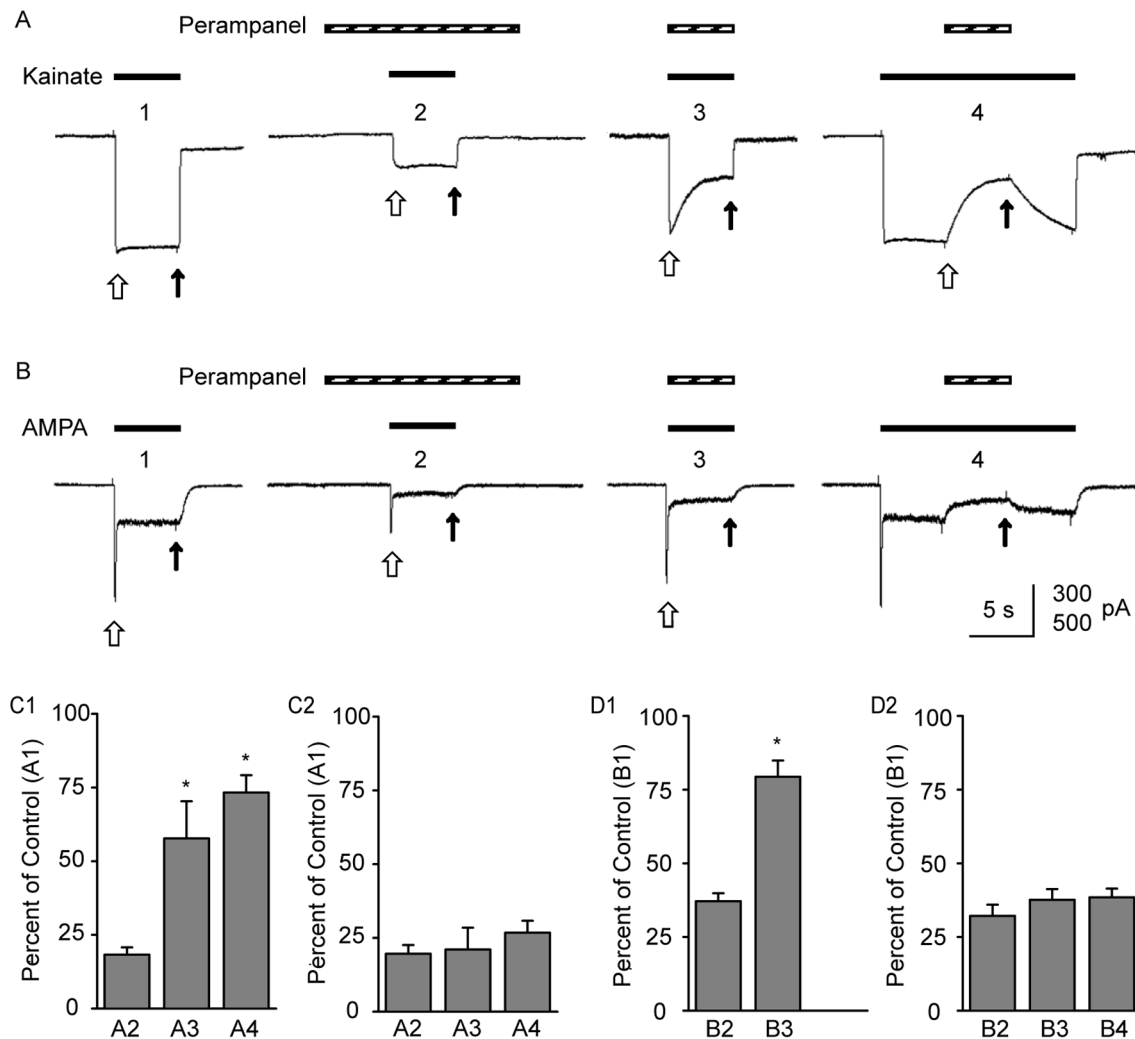 A
Perampanel
Kainate
1 2 3 4
B
Perampanel
AMPA
1 2 3 4
5 s 300 pA
500
C1
Percent of Control (A1)
100
75
50
25
0
* *
A2 A3 A4
C2
Percent of Control (A1)
100
75
50
25
0
A2 A3 A4
D1
Percent of Control (B1)
100
75
50
25
0
*
B2 B3
D2
Percent of Control (B1)
100
75
50
25
0
B2 B3 B4